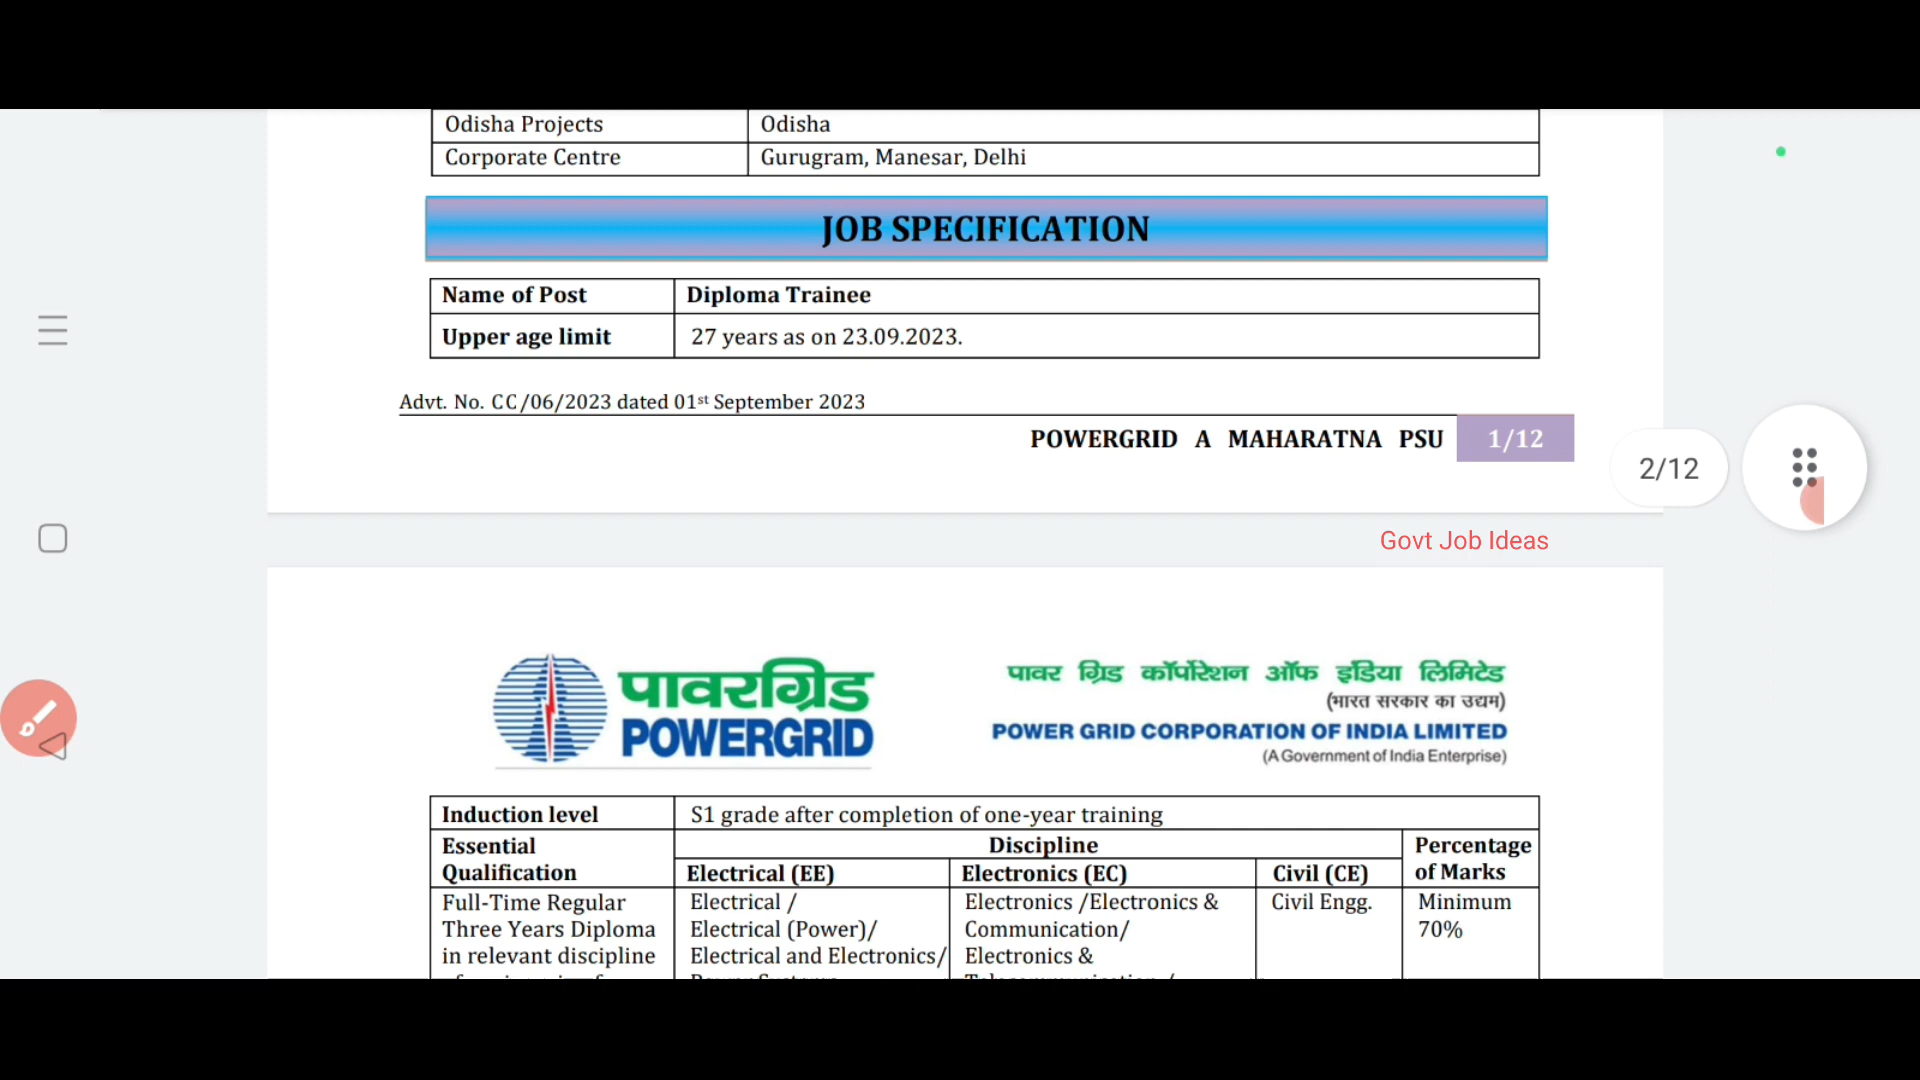 Odisha Projects Odisha
Corporate Centre Gurugram, Manesar, Delhi
JOB SPECIFICATION
Name of Post Diploma Trainee
Upper age limit 27 years as on 23.09.2023.
Advt. No. CC/06/2023 dated 01st September 2023
POWERGRID A MAHARATNA PSU 1/12
2/12
Govt Job Ideas
पावरग्रिड
POWERGRID
पावर ग्रिड कॉर्पोरेशन ऑफ इंडिया लिमिटेड
(भारत सरकार का उद्यम)
POWER GRID CORPORATION OF INDIA LIMITED
(A Government of India Enterprise)
Induction level S1 grade after completion of one-year training
Essential Discipline Percentage
Qualification Electrical (EE) Electronics (EC) Civil (CE) of Marks
Full-Time Regular Electrical / Electronics /Electronics & Civil Engg. Minimum
Three Years Diploma Electrical (Power)/ Communication/ 70%
in relevant discipline Electrical and Electronics/ Electronics &